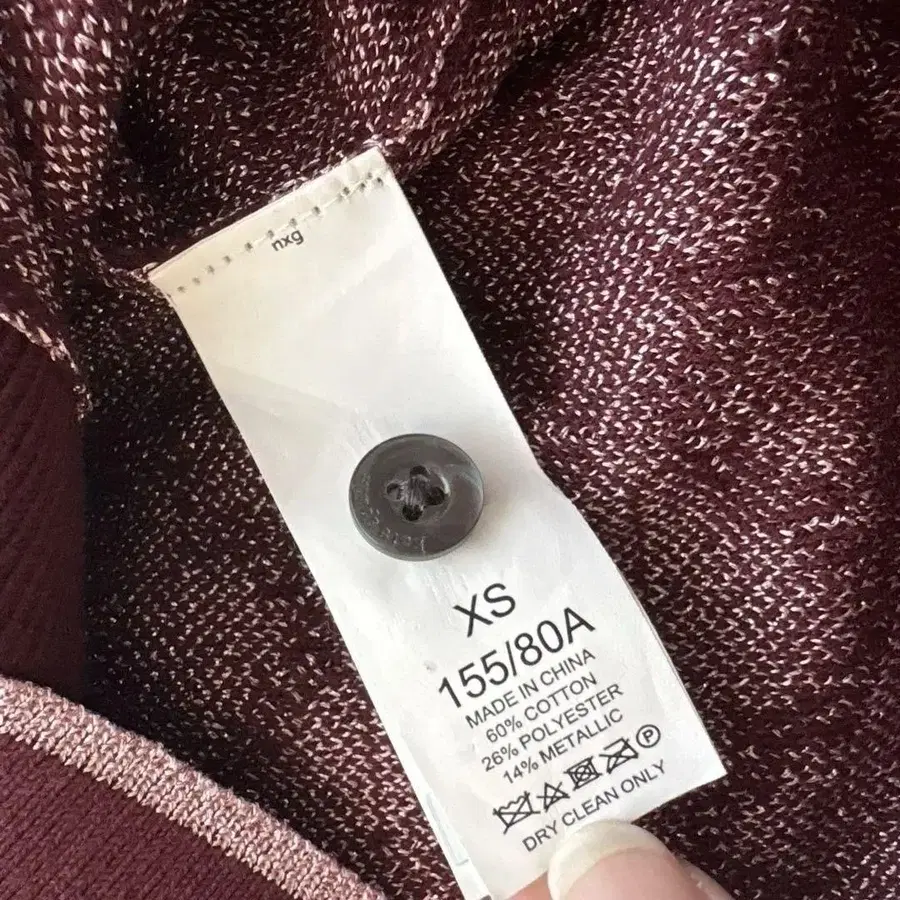 nxg
XS
155/80A
MADE IN CHINA
60% COTTON
26% POLYESTER
14% METALLIC
P
DRY CLEAN ONLY